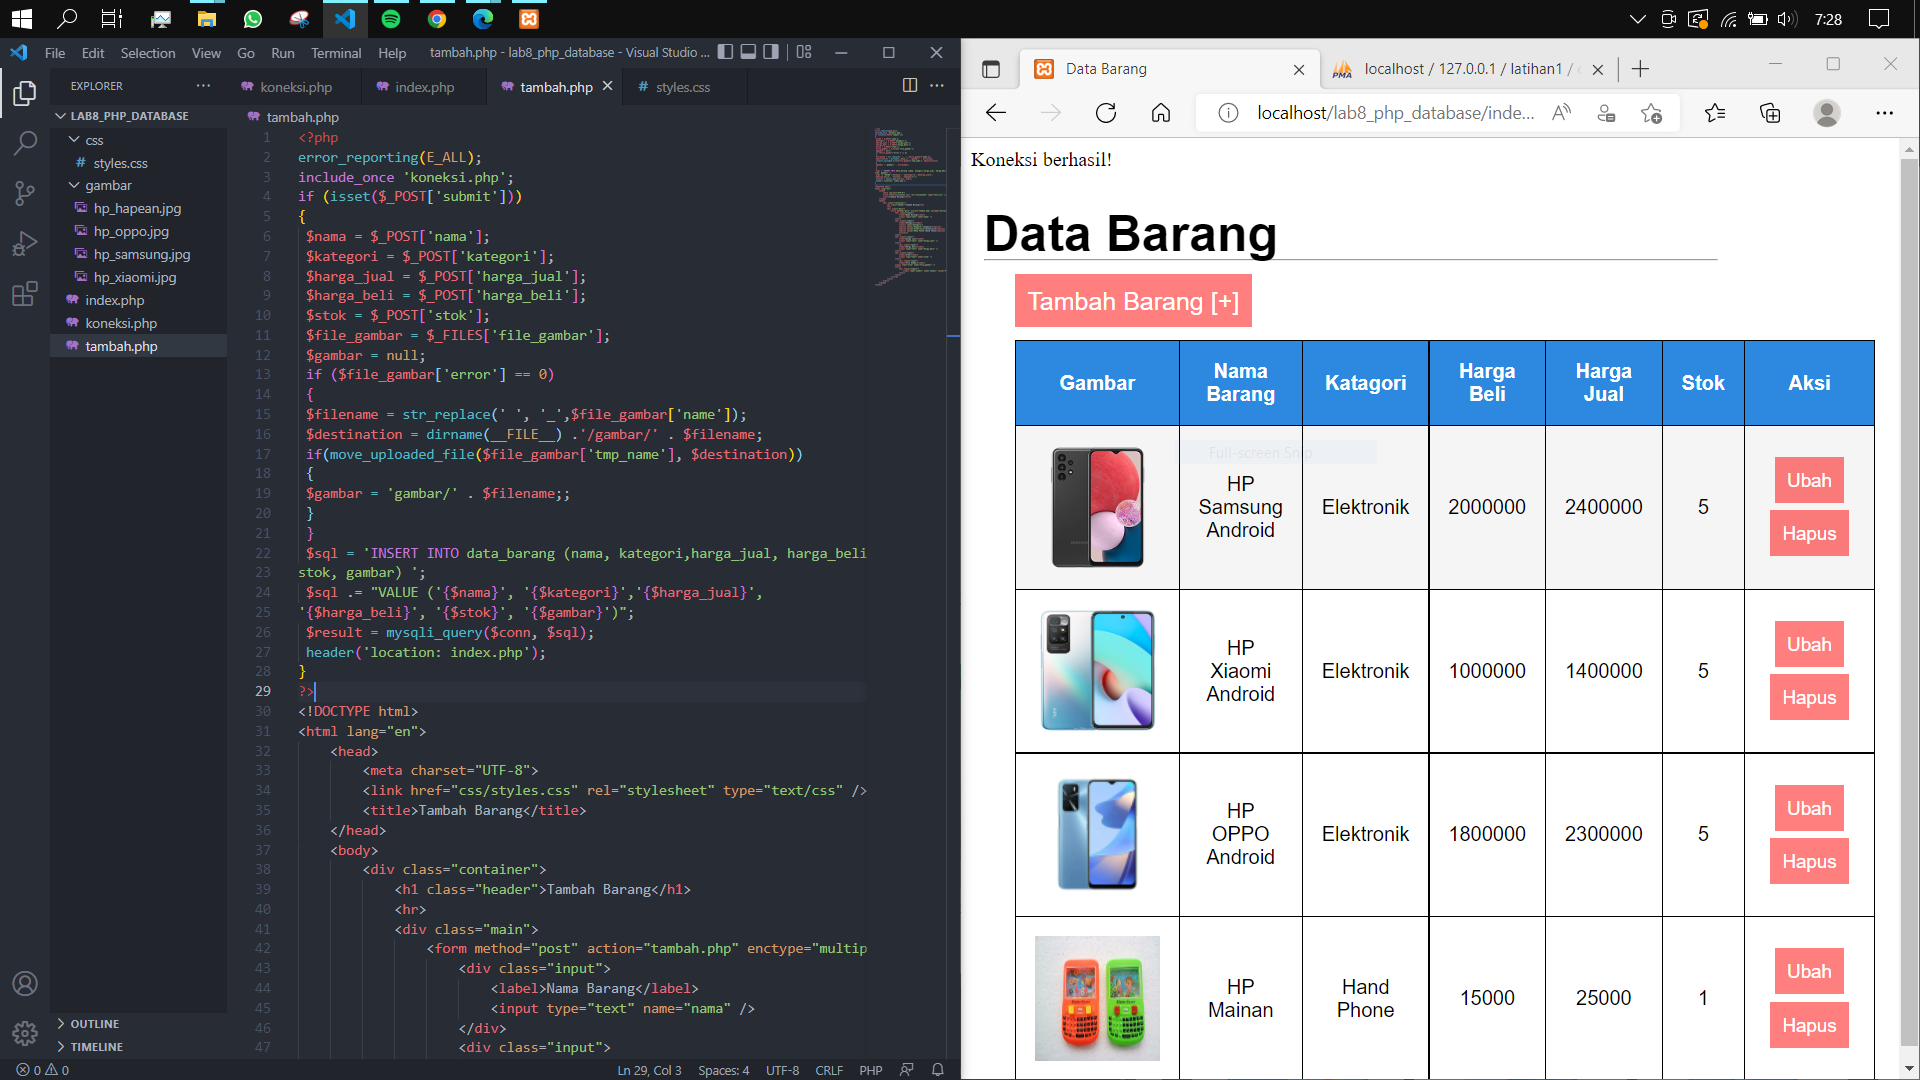 7:28
File Edit Selection View Go Run Terminal Help tambah.php - lab8_php_database - Visual Studio ...
EXPLORER
LAB8_PHP_DATABASE
css
# styles.css
gambar
hp_hapean.jpg
hp_oppo.jpg
hp_samsung.jpg
hp_xiaomi.jpg
index.php
koneksi.php
tambah.php
OUTLINE
TIMELINE
koneksi.php index.php tambah.php # styles.css
tambah.php
1 <?php
2 error_reporting(E_ALL);
3 include_once 'koneksi.php';
4 if (isset($_POST['submit']))
5 {
6 $nama = $_POST['nama'];
7 $kategori = $_POST['kategori'];
8 $harga_jual = $_POST['harga_jual'];
9 $harga_beli = $_POST['harga_beli'];
10 $stok = $_POST['stok'];
11 $file_gambar = $_FILES['file_gambar'];
12 $gambar = null;
13 if ($file_gambar['error'] == 0)
14 {
15 $filename = str_replace(' ', '_',$file_gambar['name']);
16 $destination = dirname(__FILE__) .'/gambar/' . $filename;
17 if(move_uploaded_file($file_gambar['tmp_name'], $destination))
18 {
19 $gambar = 'gambar/' . $filename;;
20 }
21 }
22 $sql = 'INSERT INTO data_barang (nama, kategori,harga_jual, harga_beli
23 stok, gambar) ';
24 $sql .= "VALUE ('{$nama}', '{$kategori}','{$harga_jual}',
25 '{$harga_beli}', '{$stok}', '{$gambar}')";
26 $result = mysqli_query($conn, $sql);
27 header('location: index.php');
28 }
29 ?>
30 <!DOCTYPE html>
31 <html lang="en">
32 <head>
33 <meta charset="UTF-8">
34 <link href="css/styles.css" rel="stylesheet" type="text/css" />
35 <title>Tambah Barang</title>
36 </head>
37 <body>
38 <div class="container">
39 <h1 class="header">Tambah Barang</h1>
40 <hr>
41 <div class="main">
42 <form method="post" action="tambah.php" enctype="multip
43 <div class="input">
44 <label>Nama Barang</label>
45 <input type="text" name="nama" />
46 </div>
47 <div class="input">
0 0 Ln 29, Col 3 Spaces: 4 UTF-8 CRLF PHP
Data Barang
PMA localhost / 127.0.0.1 / latihan1 /
localhost/lab8_php_database/inde...
Koneksi berhasil!
Data Barang
Tambah Barang [+]
Gambar Nama Barang Katagori Harga Beli Harga Jual Stok Aksi
Full-screen Snip
HP Samsung Android Elektronik 2000000 2400000 5 Ubah Hapus
HP Xiaomi Android Elektronik 1000000 1400000 5 Ubah Hapus
HP OPPO Android Elektronik 1800000 2300000 5 Ubah Hapus
HP Mainan Hand Phone 15000 25000 1 Ubah Hapus